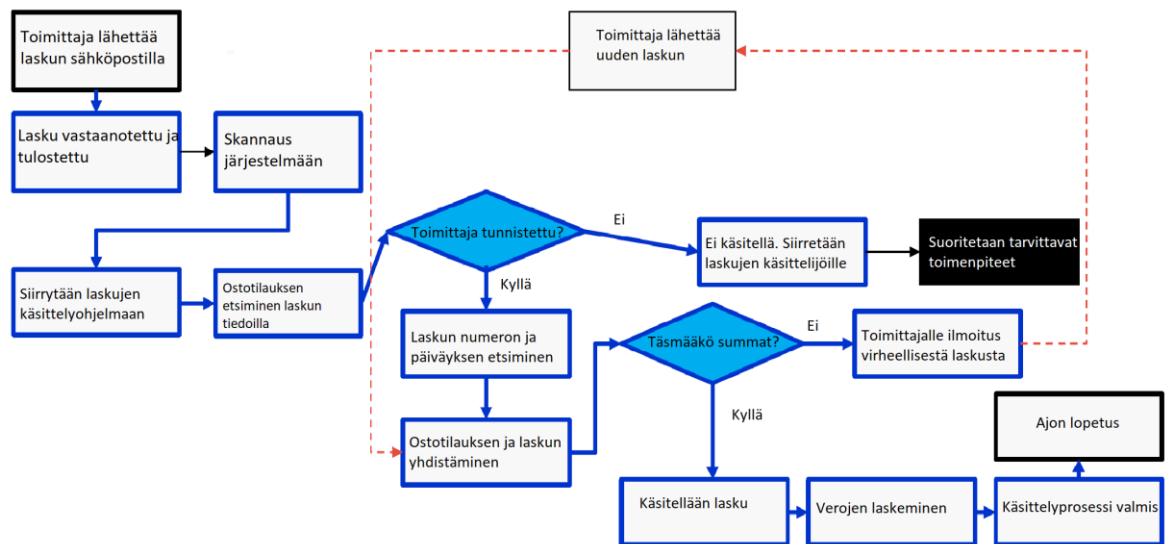 Toimittaja lähettää
laskun sähköpostilla
Toimittaja lähettää
uuden laskun
Lasku vastaanotettu ja
tulostettu
Skannaus
järjestelmään
Siirrytään laskujen
käsittelyohjelmaan
Ostotilauksen
etsiminen laskun
tiedoilla
Toimittaja tunnistettu?
Ei
Ei käsitellä. Siirretään
laskujen käsittelijöille
Suoritetaan tarvittavat
toimenpiteet
Kyllä
Laskun numeron ja
päiväyksen etsiminen
Ostotilauksen ja laskun
yhdistäminen
Täsmääkö summat?
Ei
Toimittajalle ilmoitus
virheellisestä laskusta
Kyllä
Käsitellään lasku
Verojen laskeminen
Käsittelyprosessi valmis
Ajon lopetus